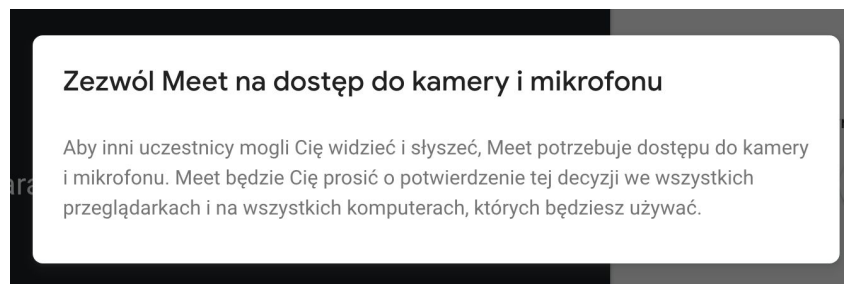 Zezwól Meet na dostęp do kamery i mikrofonu
Aby inni uczestnicy mogli Cię widzieć i słyszeć, Meet potrzebuje dostępu do kamery
i mikrofonu. Meet będzie Cię prosić o potwierdzenie tej decyzji we wszystkich
przeglądarkach i na wszystkich komputerach, których będziesz używać.